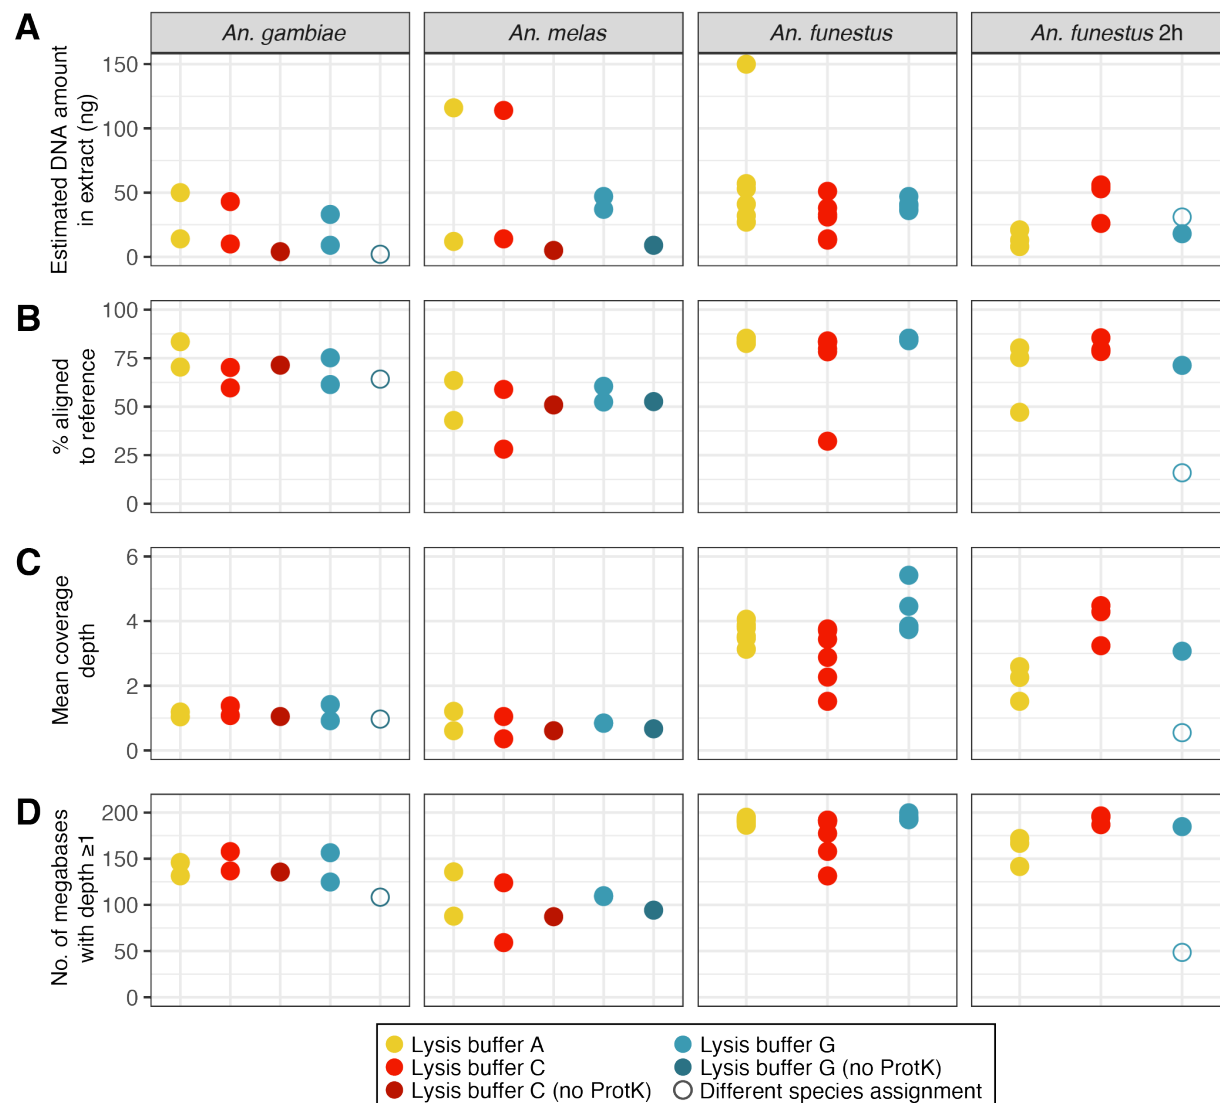 A
An. gambiae
An. melas
An. funestus
An. funestus 2h
Estimated DNA amount
in extract (ng)
150
100
50
0
B
% aligned
to reference
100
75
50
25
0
C
Mean coverage
depth
6
4
2
0
D
No. of megabases
with depth ≥1
200
150
100
50
0
Lysis buffer A
Lysis buffer C
Lysis buffer C (no ProtK)
Lysis buffer G
Lysis buffer G (no ProtK)
Different species assignment